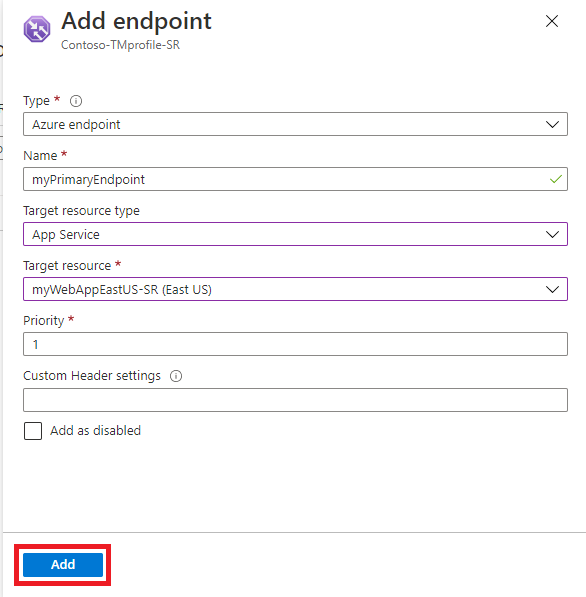 Add endpoint
Contoso-TMprofile-SR
Type *
Azure endpoint
Name *
myPrimaryEndpoint
Target resource type
App Service
Target resource *
myWebAppEastUS-SR (East US)
Priority *
1
Custom Header settings
Add as disabled
Add